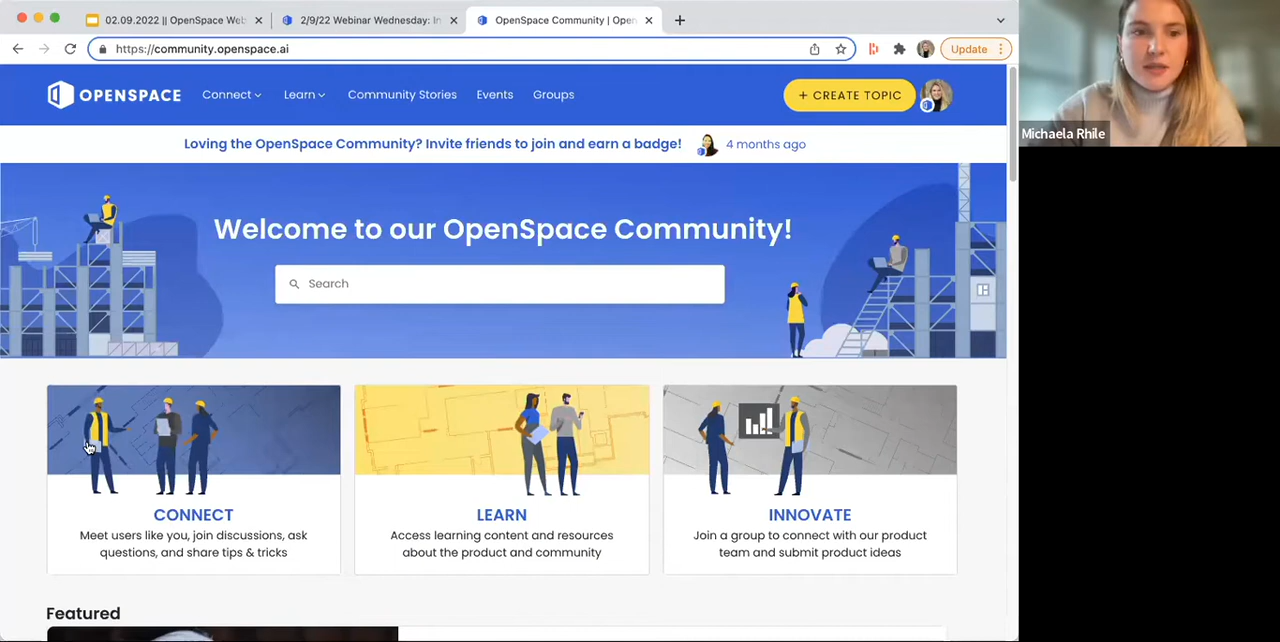 02.09.2022 || OpenSpace Web
2/9/22 Webinar Wednesday: In
OpenSpace Community | Open
https://community.openspace.ai
Update
OPENSPACE
Connect
Learn
Community Stories
Events
Groups
+ CREATE TOPIC
Loving the OpenSpace Community? Invite friends to join and earn a badge!
4 months ago
Michaela Rhile
Welcome to our OpenSpace Community!
Search
CONNECT
Meet users like you, join discussions, ask
questions, and share tips & tricks
LEARN
Access learning content and resources
about the product and community
INNOVATE
Join a group to connect with our product
team and submit product ideas
Featured